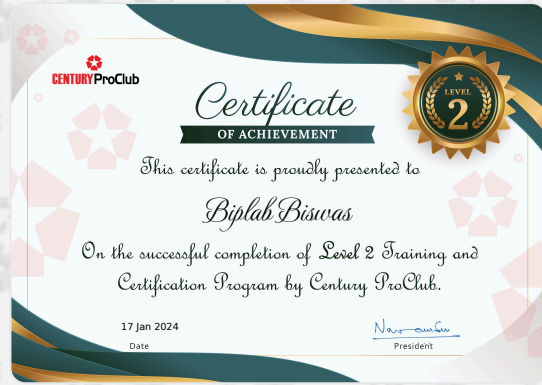 CENTURY ProClub
Certificate
OF ACHIEVEMENT
LEVEL
2
This certificate is proudly presented to
Biplab Biswas
On the successful completion of Level 2 Training and
Certification Program by Century ProClub.
17 Jan 2024
Date
President